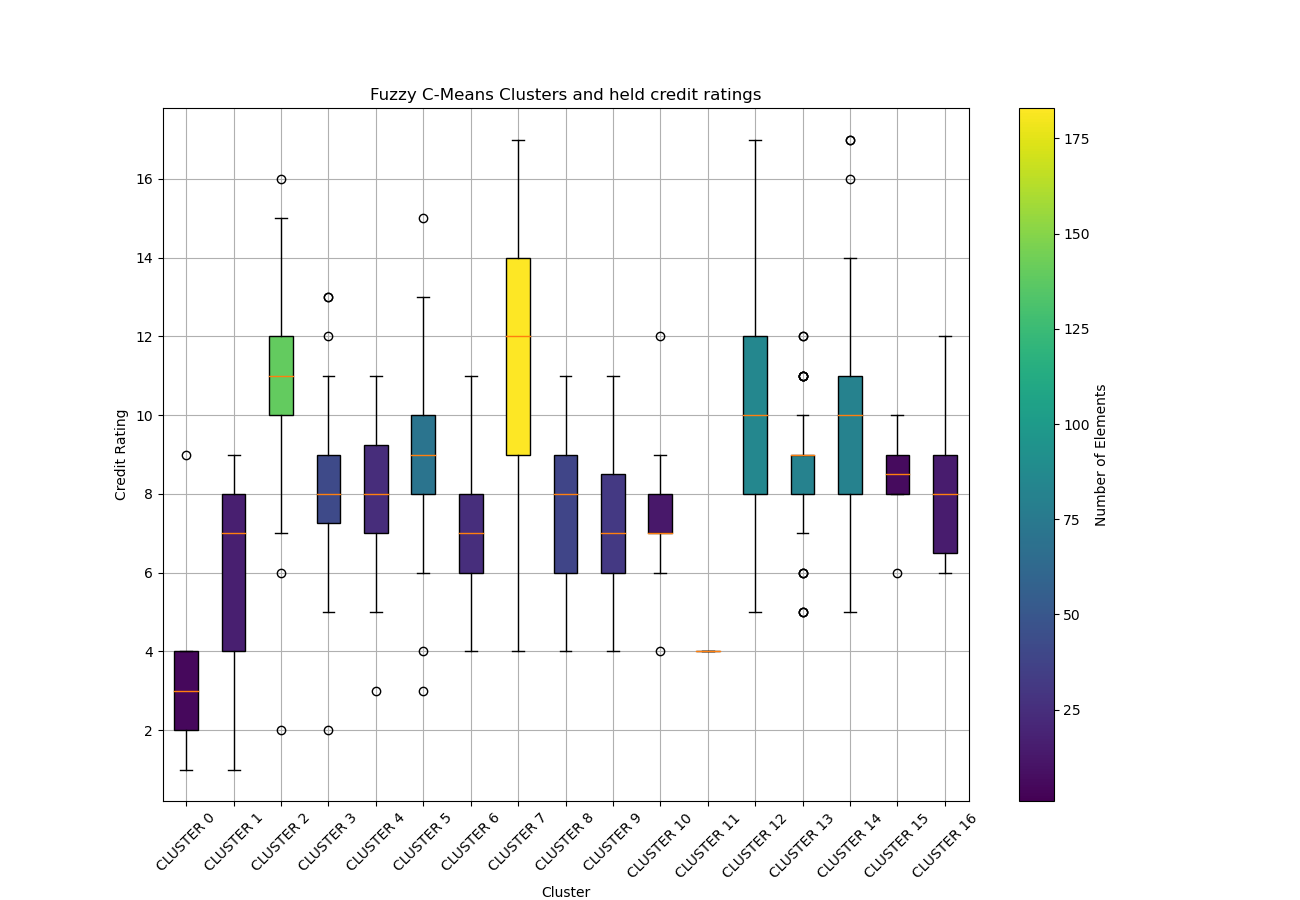 Fuzzy C-Means Clusters and held credit ratings
Credit Rating
16
14
12
10
8
6
4
2
CLUSTER 0
CLUSTER 1
CLUSTER 2
CLUSTER 3
CLUSTER 4
CLUSTER 5
CLUSTER 6
CLUSTER 7
CLUSTER 8
CLUSTER 9
CLUSTER 10
CLUSTER 11
CLUSTER 12
CLUSTER 13
CLUSTER 14
CLUSTER 15
CLUSTER 16
Cluster
175
150
125
100
75
50
25
Number of Elements